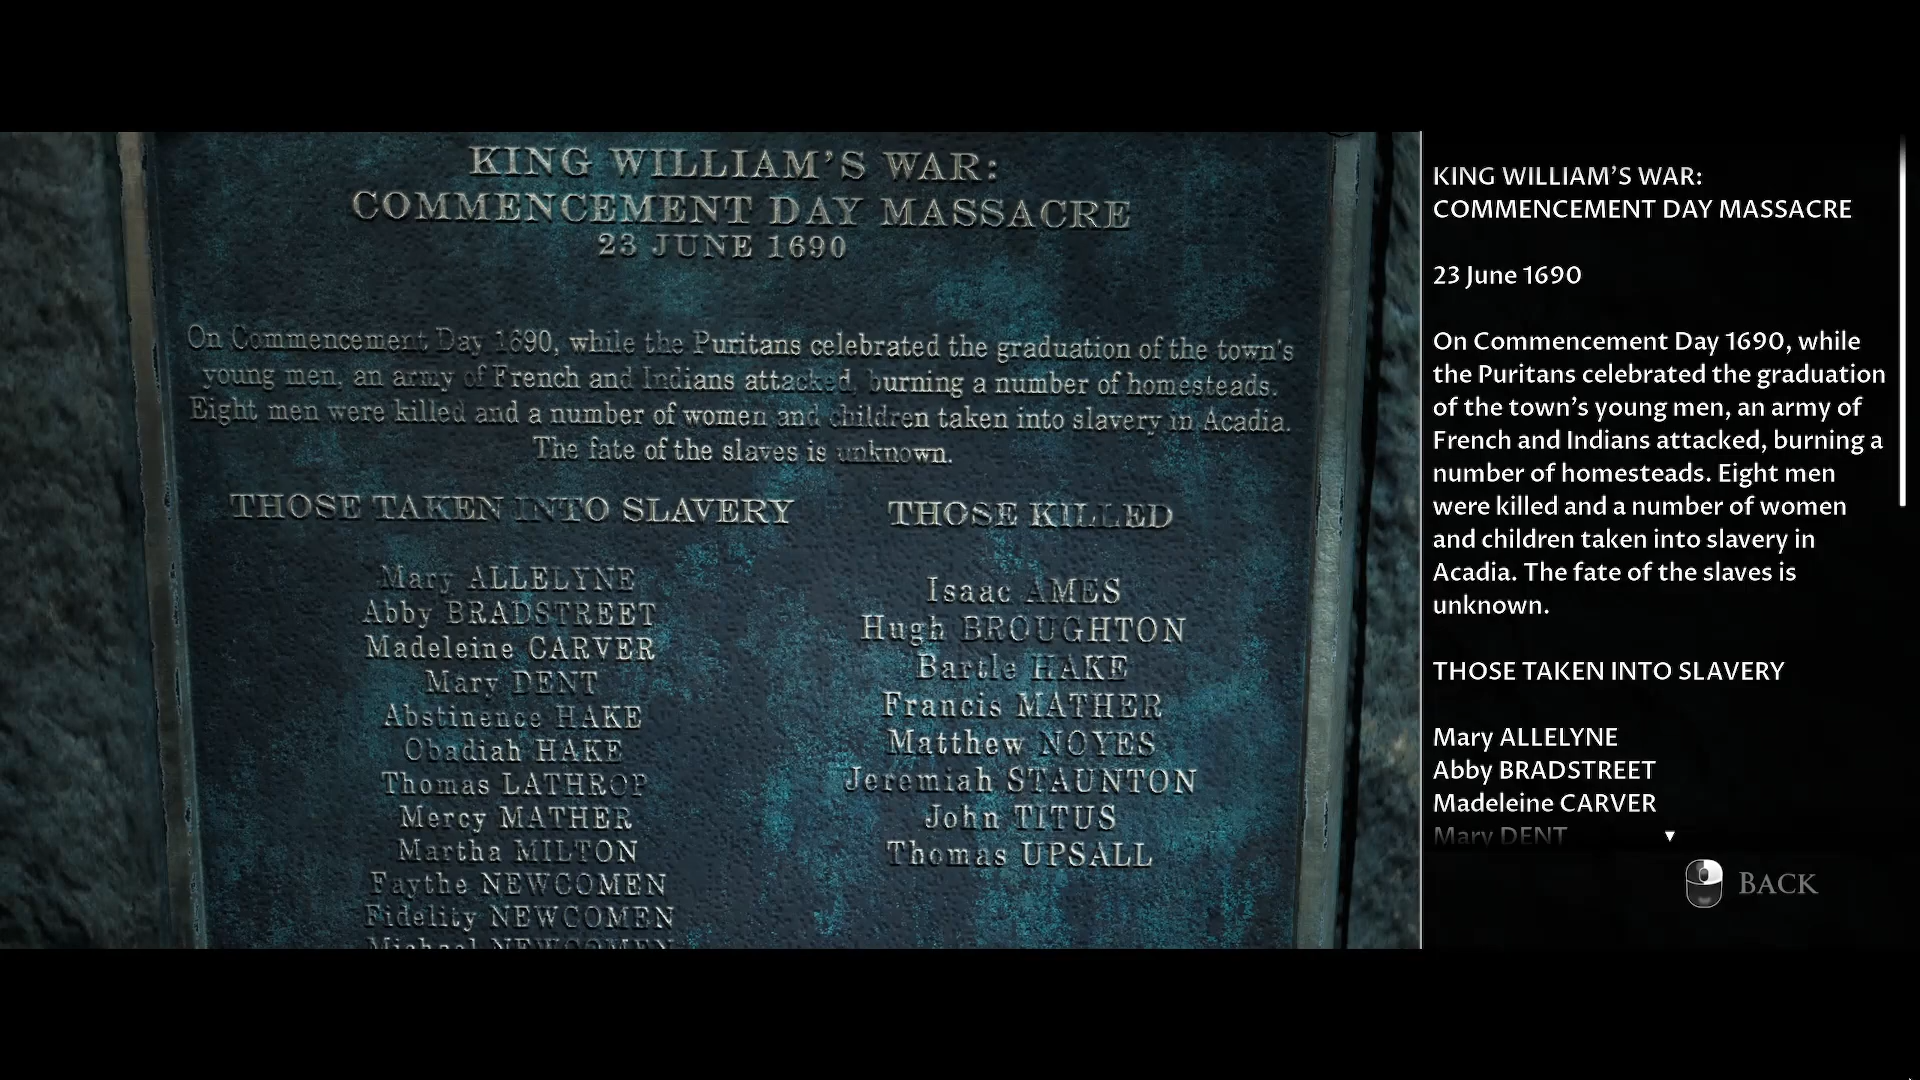 KING WILLIAM'S WAR:
COMMENCEMENT DAY MASSACRE
23 JUNE 1690
On Commencement Day 1690, while the Puritans celebrated the graduation of the town's
young men, an army of French and Indians attacked, burning a number of homesteads.
Eight men were killed and a number of women and children taken into slavery in Acadia.
The fate of the slaves is unknown.
THOSE TAKEN INTO SLAVERY
Mary ALLELYNE
Abby BRADSTREET
Madeleine CARVER
Mary DENT
Abstinence HAKE
Obadiah HAKE
Thomas LATHROP
Mercy MATHER
Martha MILTON
Faythe NEWCOMEN
Fidelity NEWCOMEN
Michael NEWCOMEN
THOSE KILLED
Isaac AMES
Hugh BROUGHTON
Bartle HAKE
Francis MATHER
Matthew NOYES
Jeremiah STAUNTON
John TITUS
Thomas UPSALL
KING WILLIAM'S WAR:
COMMENCEMENT DAY MASSACRE
23 June 1690
On Commencement Day 1690, while
the Puritans celebrated the graduation
of the town's young men, an army of
French and Indians attacked, burning a
number of homesteads. Eight men
were killed and a number of women
and children taken into slavery in
Acadia. The fate of the slaves is
unknown.
THOSE TAKEN INTO SLAVERY
Mary ALLELYNE
Abby BRADSTREET
Madeleine CARVER
Mary DENT
BACK